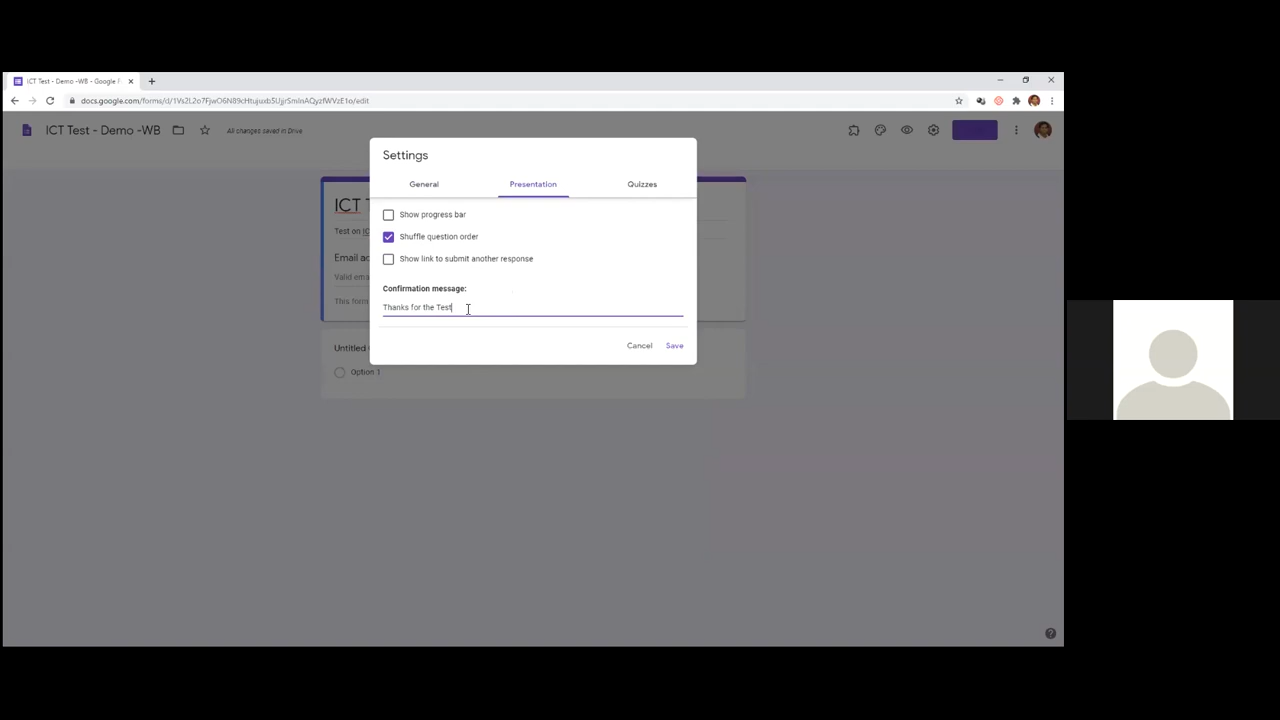 ICT Test - Demo -WB - Google F
docs.google.com/forms/d/
ICT Test - Demo -WB
All changes saved in Drive
Settings
General
Presentation
Quizzes
Show progress bar
Shuffle question order
Show link to submit another response
Confirmation message:
Thanks for the Test
Cancel
Save
ICT T
Test on IC
Email ad
Valid ema
This form
Untitled
Option 1